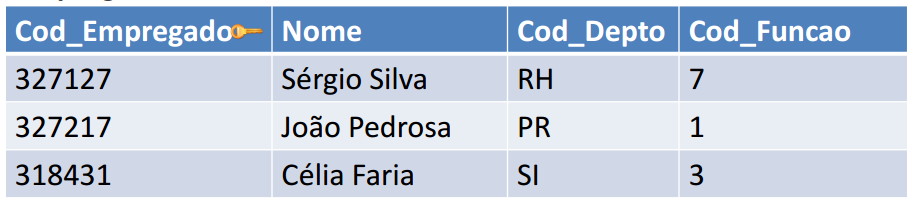 Cod_Empregado Nome Cod_Depto Cod_Funcao
327127 Sérgio Silva RH 7
327217 João Pedrosa PR 1
318431 Célia Faria SI 3